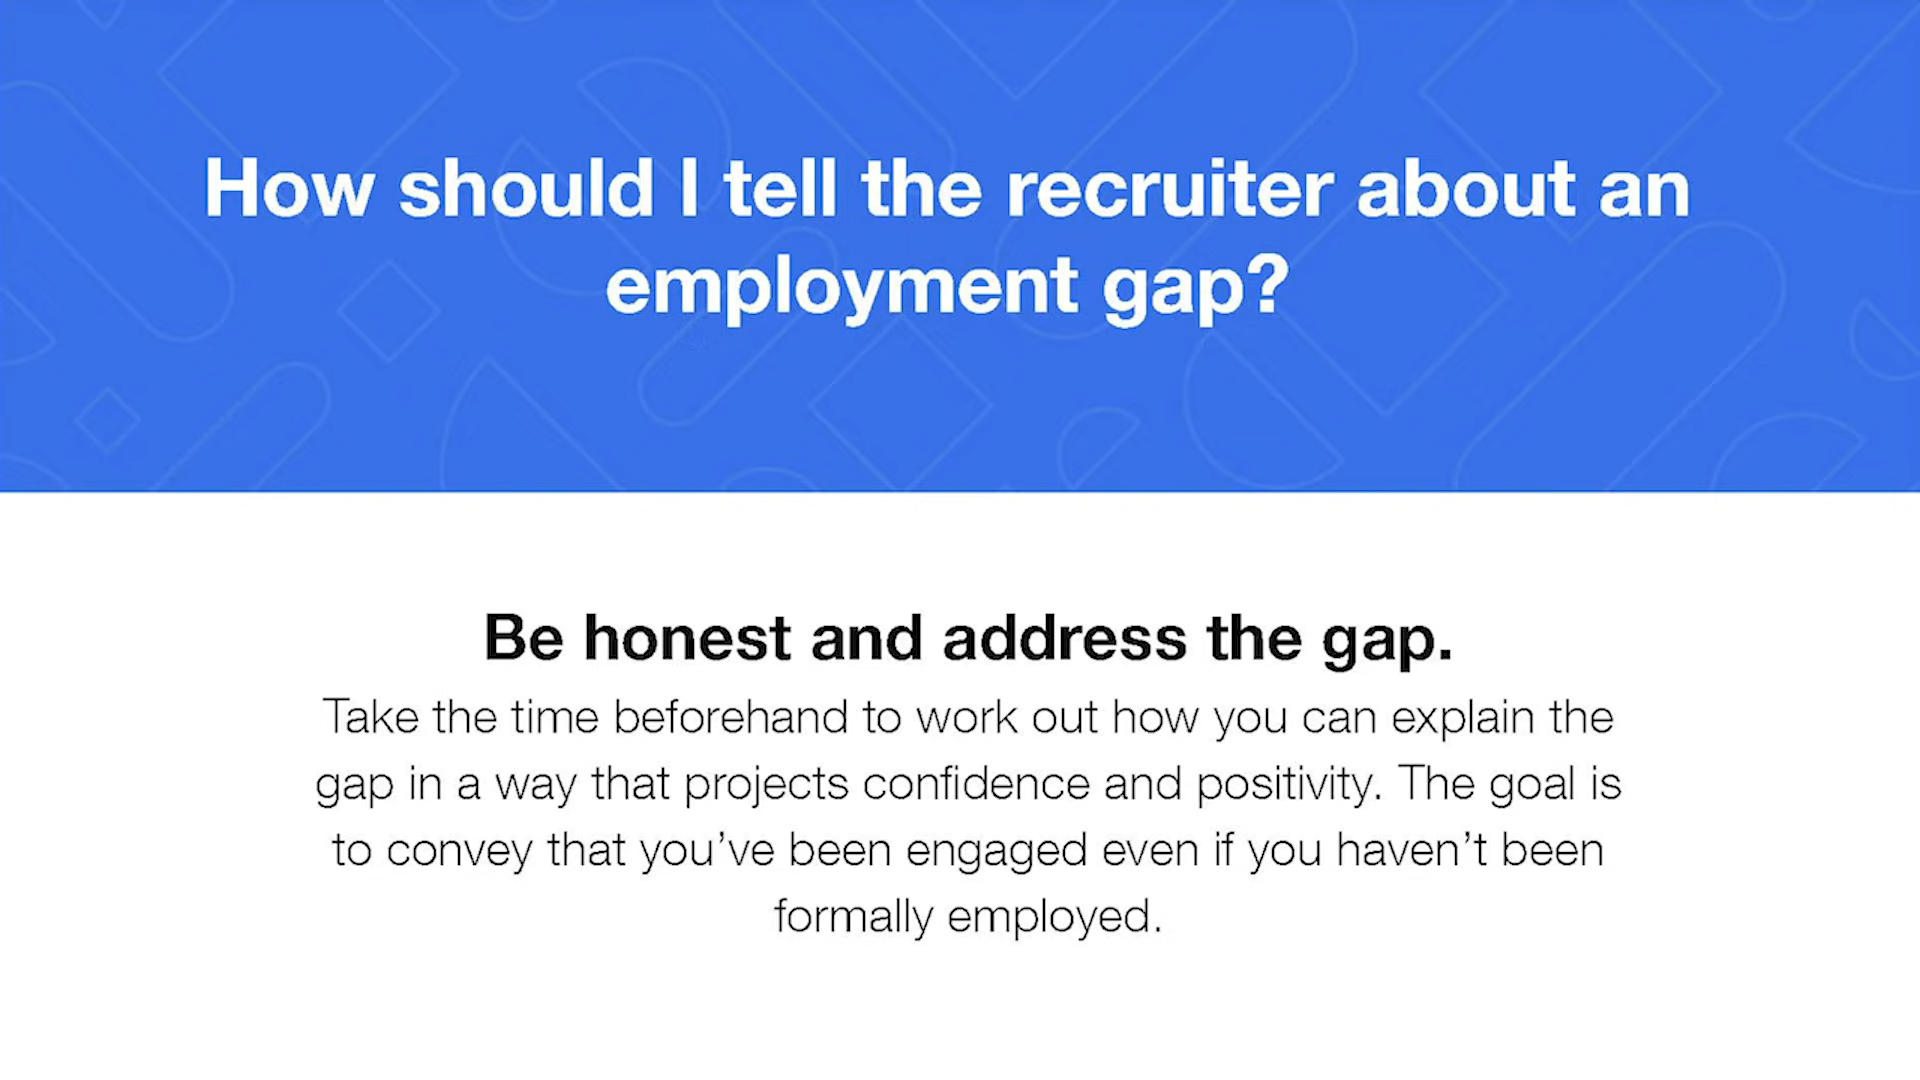 How should I tell the recruiter about an
employment gap?
Be honest and address the gap.
Take the time beforehand to work out how you can explain the
gap in a way that projects confidence and positivity. The goal is
to convey that you’ve been engaged even if you haven’t been
formally employed.